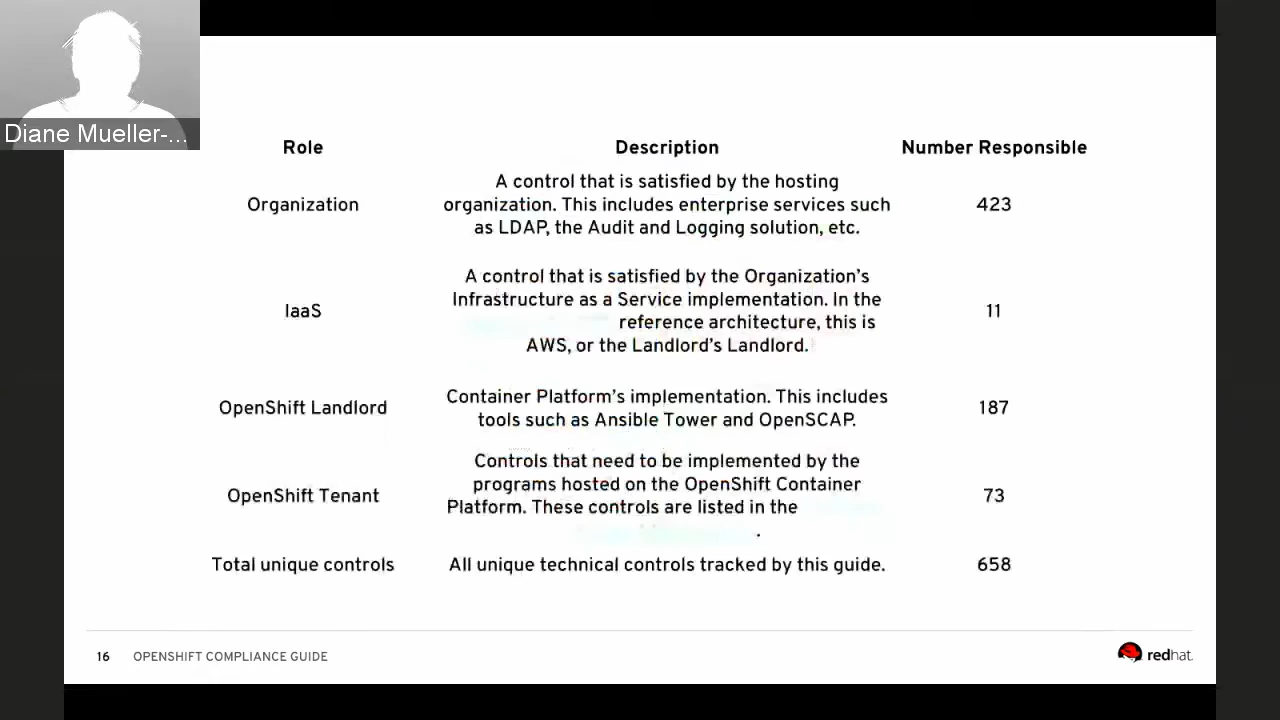 Diane Mueller-...
Role Description Number Responsible
A control that is satisfied by the hosting
Organization organization. This includes enterprise services such 423
as LDAP, the Audit and Logging solution, etc.
A control that is satisfied by the Organization's
IaaS Infrastructure as a Service implementation. In the 11
reference architecture, this is
AWS, or the Landlord's Landlord.
OpenShift Landlord Container Platform's implementation. This includes 187
tools such as Ansible Tower and OpenSCAP.
Controls that need to be implemented by the
OpenShift Tenant programs hosted on the OpenShift Container 73
Platform. These controls are listed in the
.
Total unique controls All unique technical controls tracked by this guide. 658
16 OPENSHIFT COMPLIANCE GUIDE redhat.